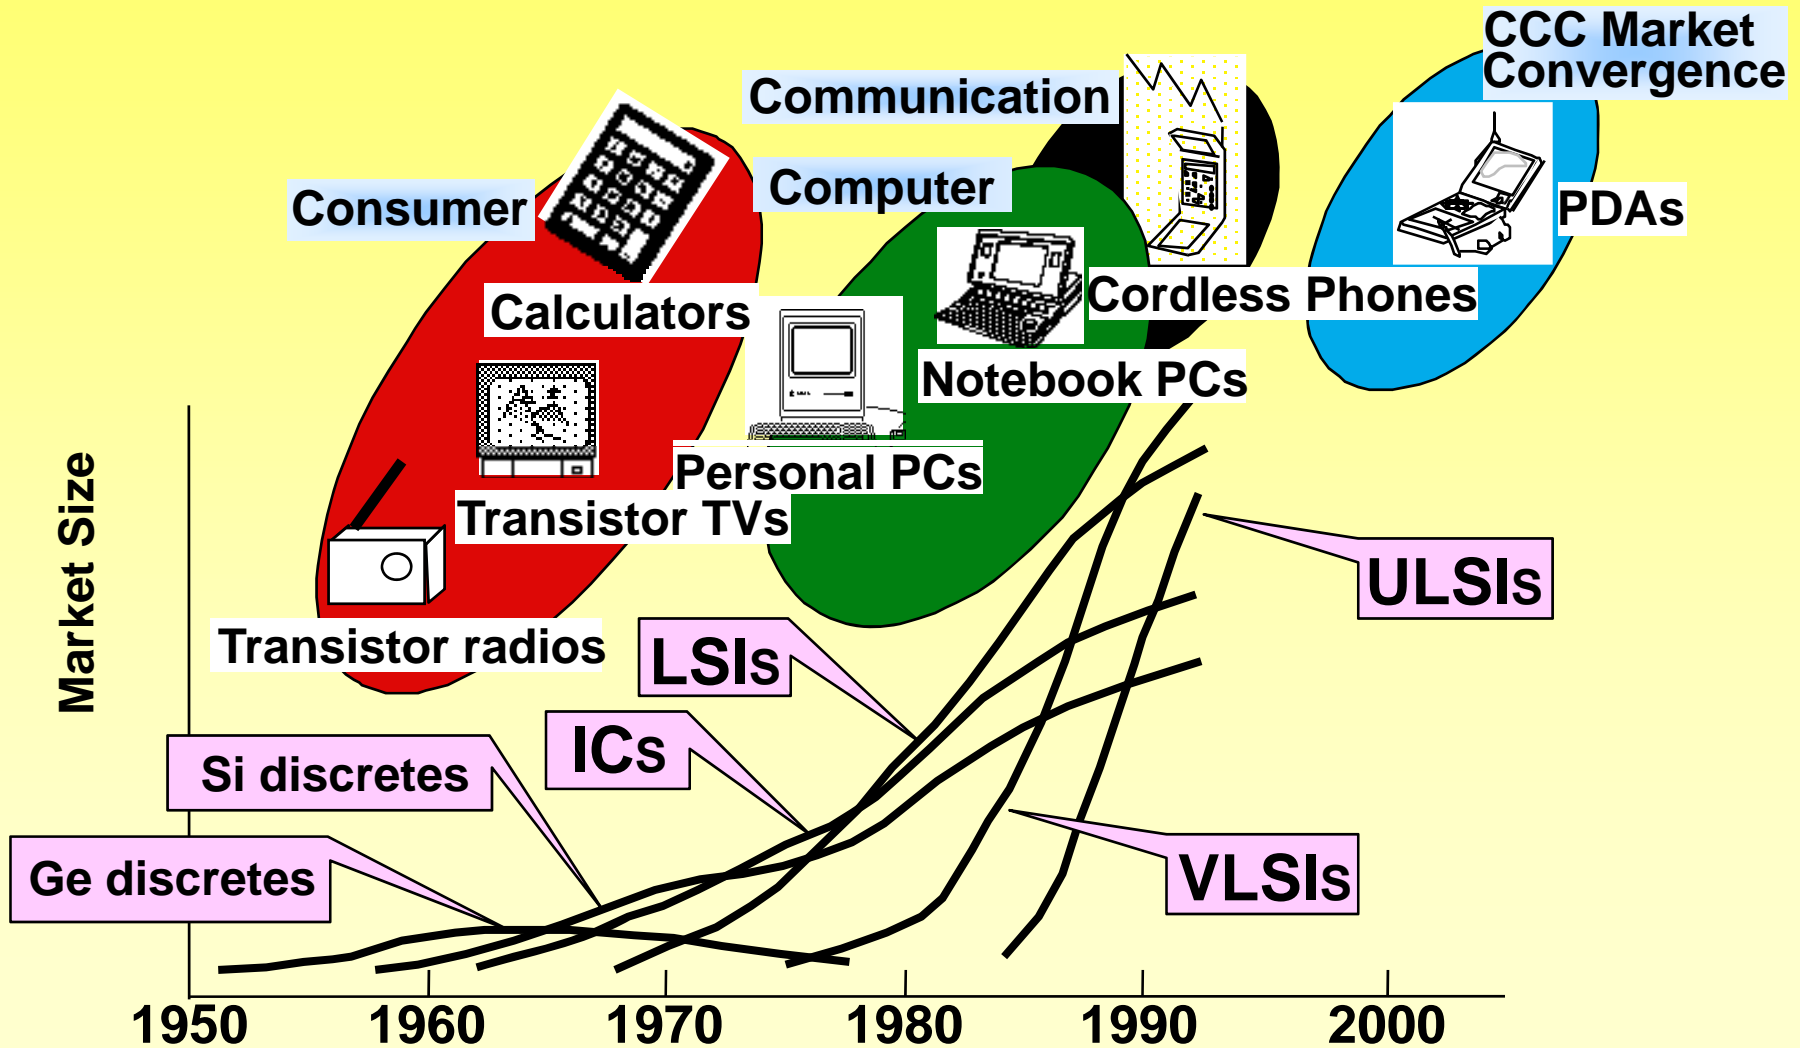 CCC Market
Convergence
Communication
Computer
Consumer
PDAs
Calculators
Cordless Phones
Notebook PCs
Personal PCs
Transistor TVs
Transistor radios
Market Size
LSIs
ULSIs
ICs
Si discretes
Ge discretes
VLSIs
1950 1960 1970 1980 1990 2000